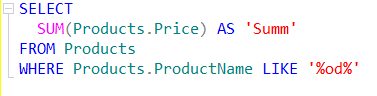 SELECT
SUM(Products.Price) AS 'Summ'
FROM Products
WHERE Products.ProductName LIKE '%od%'